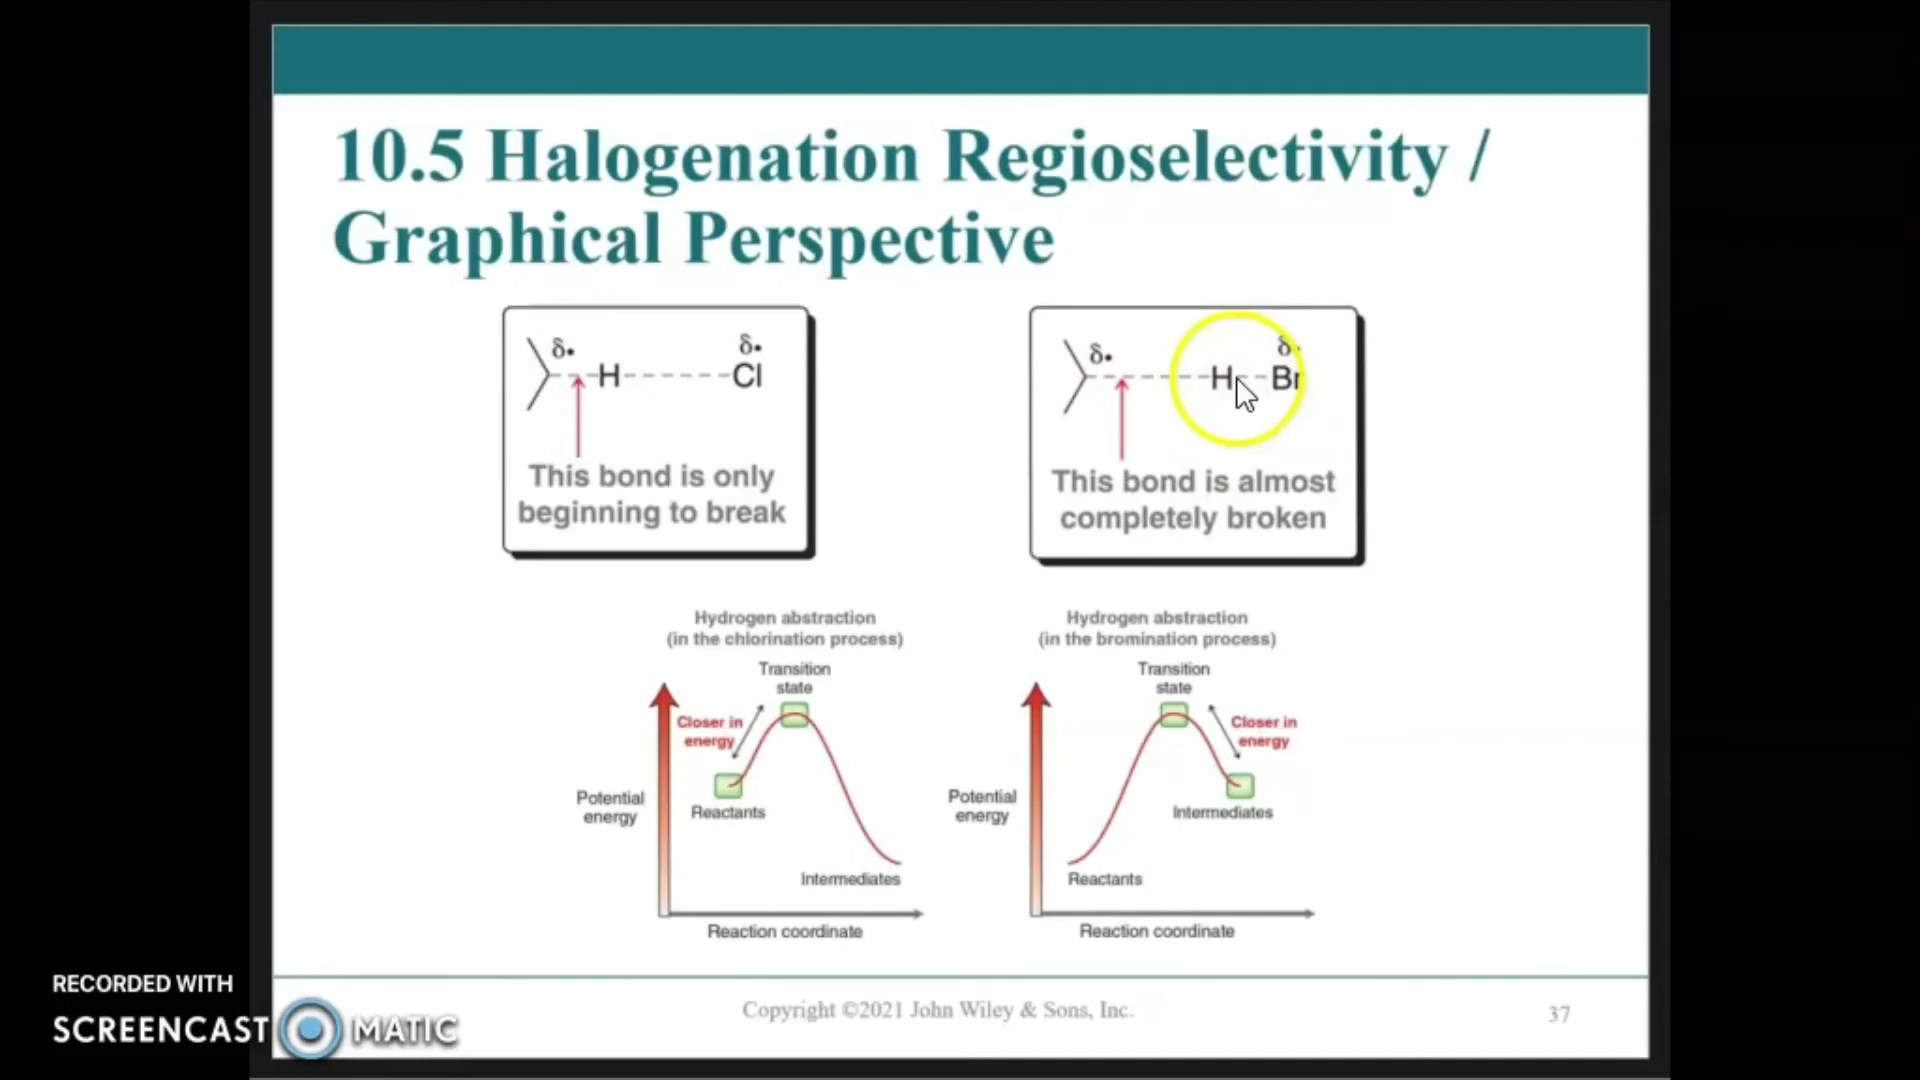 10.5 Halogenation Regioselectivity /
Graphical Perspective
δ•
δ•
H
Cl
This bond is only
beginning to break
δ•
δ•
H
Br
This bond is almost
completely broken
Hydrogen abstraction
(in the chlorination process)
Transition
state
Closer in
energy
Potential
energy
Reactants
Intermediates
Reaction coordinate
Hydrogen abstraction
(in the bromination process)
Transition
state
Closer in
energy
Potential
energy
Intermediates
Reactants
Reaction coordinate
RECORDED WITH
SCREENCAST MATIC
Copyright ©2021 John Wiley & Sons, Inc.
37